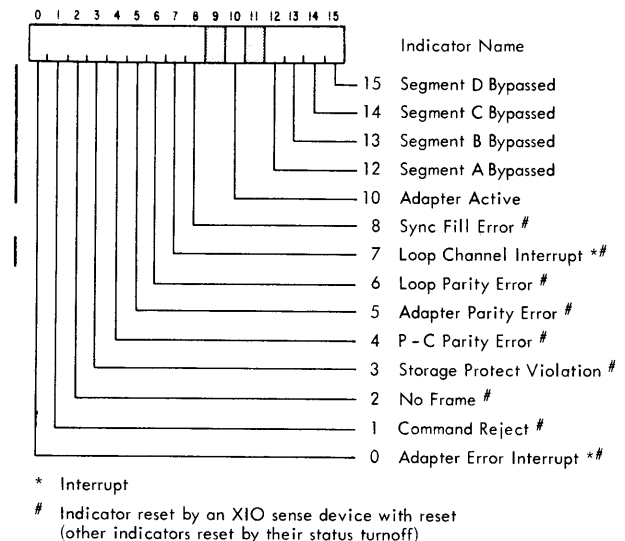 0 1 2 3 4 5 6 7 8 9 10 11 12 13 14 15
Indicator Name
15 Segment D Bypassed
14 Segment C Bypassed
13 Segment B Bypassed
12 Segment A Bypassed
10 Adapter Active
8 Sync Fill Error #
7 Loop Channel Interrupt *#
6 Loop Parity Error #
5 Adapter Parity Error #
4 P - C Parity Error #
3 Storage Protect Violation #
2 No Frame #
1 Command Reject #
0 Adapter Error Interrupt *#
* Interrupt
# Indicator reset by an XIO sense device with reset
(other indicators reset by their status turnoff)